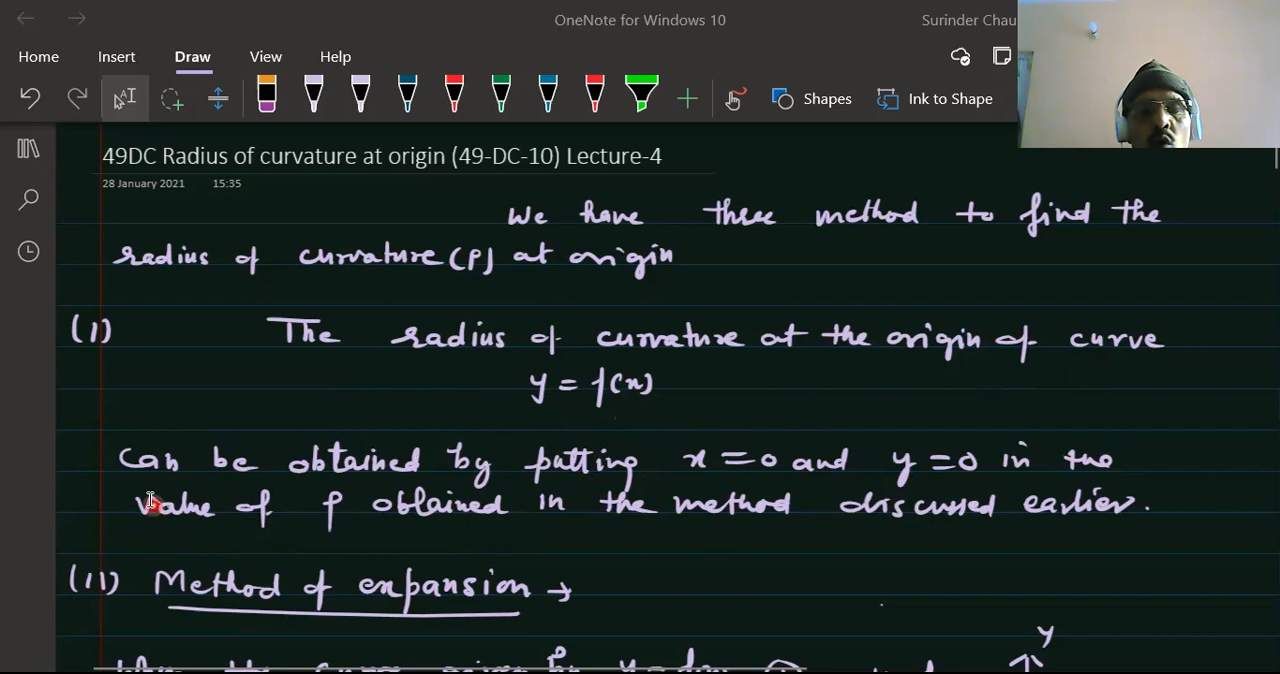 OneNote for Windows 10
Surinder Chau
Home Insert Draw View Help
Shapes
Ink to Shape
49DC Radius of curvature at origin (49-DC-10) Lecture-4
28 January 2021 15:35
We have three method to find the
radius of curvature (ρ) at origin
(I) The radius of curvature at the origin of curve
y = f(x)
can be obtained by putting x = 0 and y = 0 in the
value of ρ obtained in the method discussed earlier.
(II) Method of expansion →
y